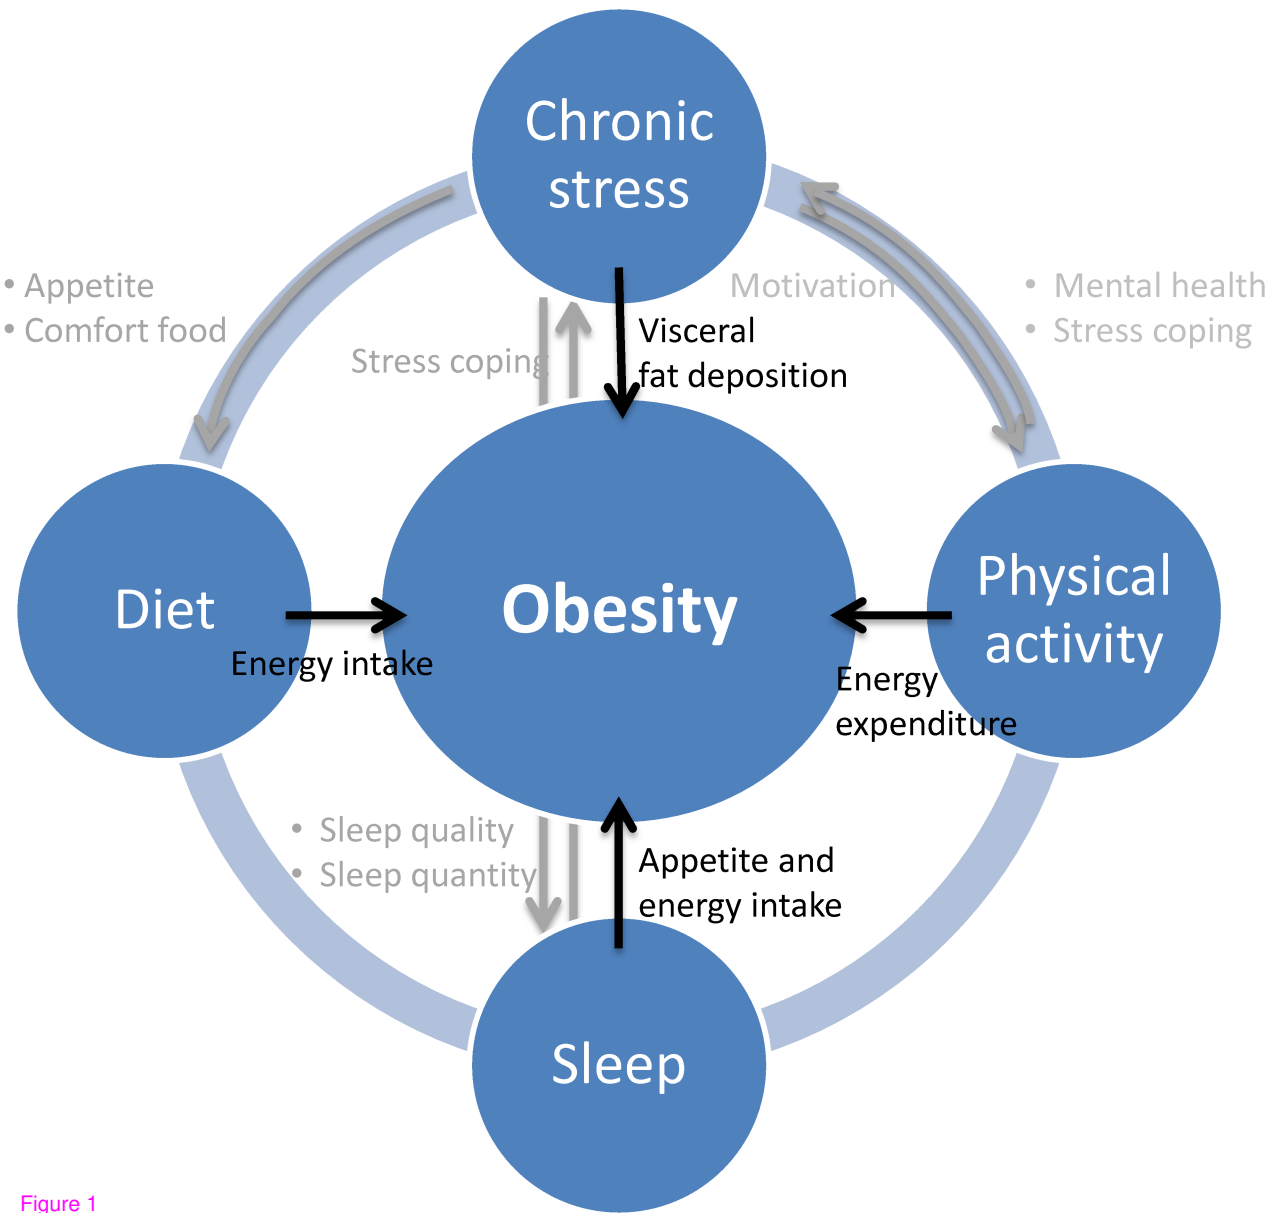 Chronic
stress
• Appetite
• Comfort food
Motivation
• Mental health
• Stress coping
Stress coping
Visceral
fat deposition
Diet
Energy intake
Obesity
Physical
activity
Energy
expenditure
• Sleep quality
• Sleep quantity
Appetite and
energy intake
Sleep
Figure 1